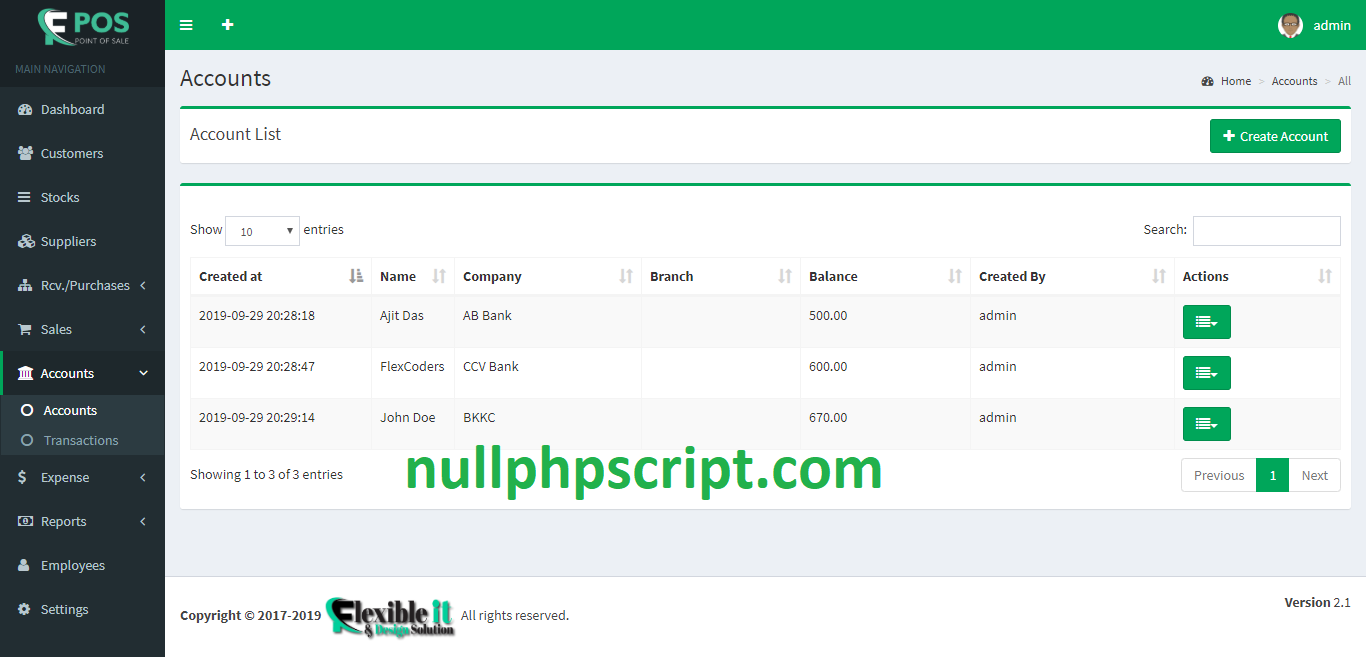 POS
POINT OF SALE
admin
MAIN NAVIGATION
Dashboard
Customers
Stocks
Suppliers
Rcv./Purchases
Sales
Accounts
Accounts
Transactions
Expense
Reports
Employees
Settings
Accounts
Home > Accounts > All
Account List
Create Account
Show 10 entries
Search:
Created at Name Company Branch Balance Created By Actions
2019-09-29 20:28:18 Ajit Das AB Bank 500.00 admin
2019-09-29 20:28:47 FlexCoders CCV Bank 600.00 admin
2019-09-29 20:29:14 John Doe BKKC 670.00 admin
Showing 1 to 3 of 3 entries
Previous 1 Next
nullphpscript.com
Copyright © 2017-2019 Flexible it & Design Solution All rights reserved.
Version 2.1